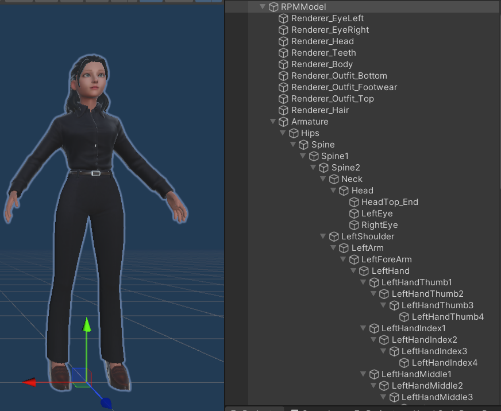 RPMModel
Renderer_EyeLeft
Renderer_EyeRight
Renderer_Head
Renderer_Teeth
Renderer_Body
Renderer_Outfit_Bottom
Renderer_Outfit_Footwear
Renderer_Outfit_Top
Renderer_Hair
Armature
Hips
Spine
Spine1
Spine2
Neck
Head
HeadTop_End
LeftEye
RightEye
LeftShoulder
LeftArm
LeftForeArm
LeftHand
LeftHandThumb1
LeftHandThumb2
LeftHandThumb3
LeftHandThumb4
LeftHandIndex1
LeftHandIndex2
LeftHandIndex3
LeftHandIndex4
LeftHandMiddle1
LeftHandMiddle2
LeftHandMiddle3